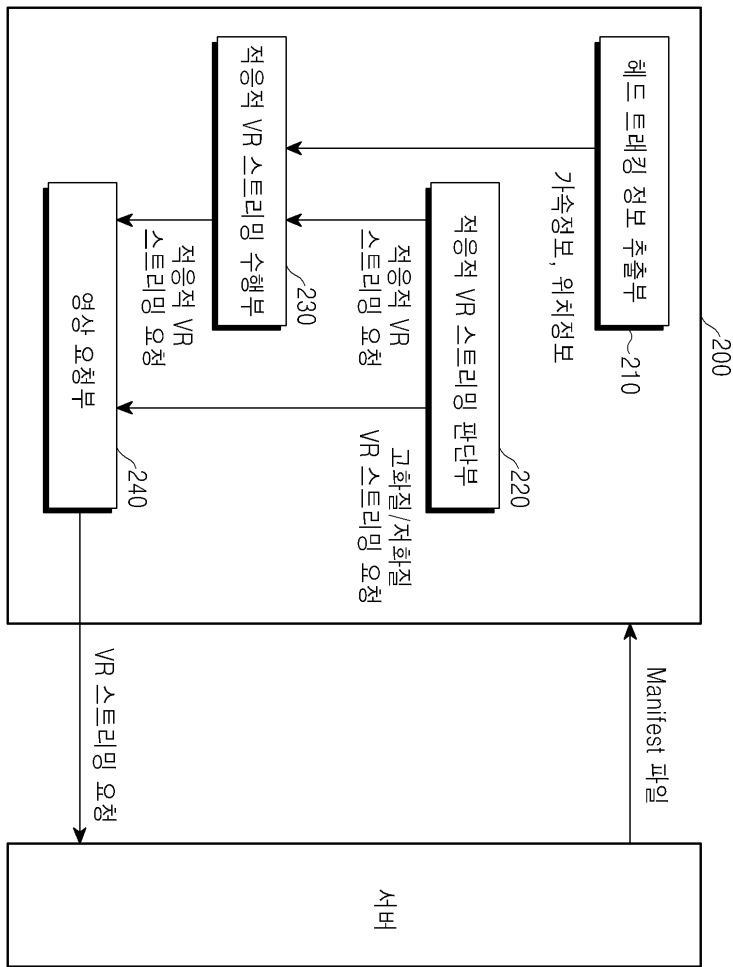 200
헤드 트래킹 정보 추출부
210
가속정보, 위치정보
적응적 VR 스트리밍 판단부
220
적응적 VR
스트리밍 요청
고화질/저화질
VR 스트리밍 요청
적응적 VR 스트리밍 수행부
230
적응적 VR
스트리밍 요청
영상 요청부
240
Manifest 파일
VR 스트리밍 요청
서버